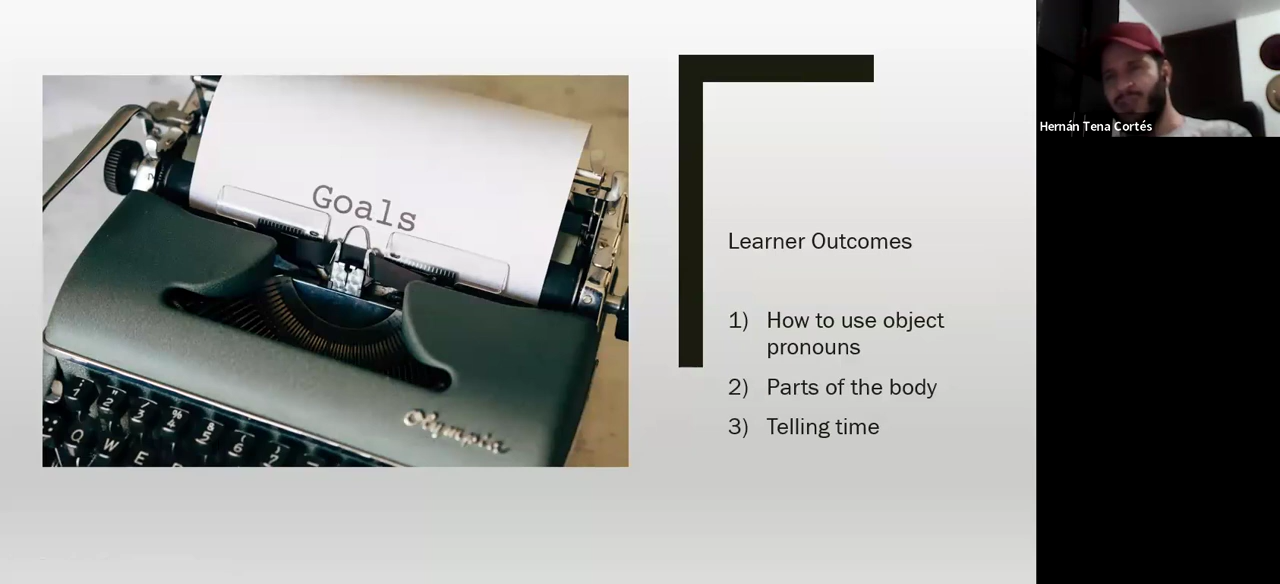 Goals
Olympia
Learner Outcomes
1) How to use object
pronouns
2) Parts of the body
3) Telling time
Hernán Tena Cortés